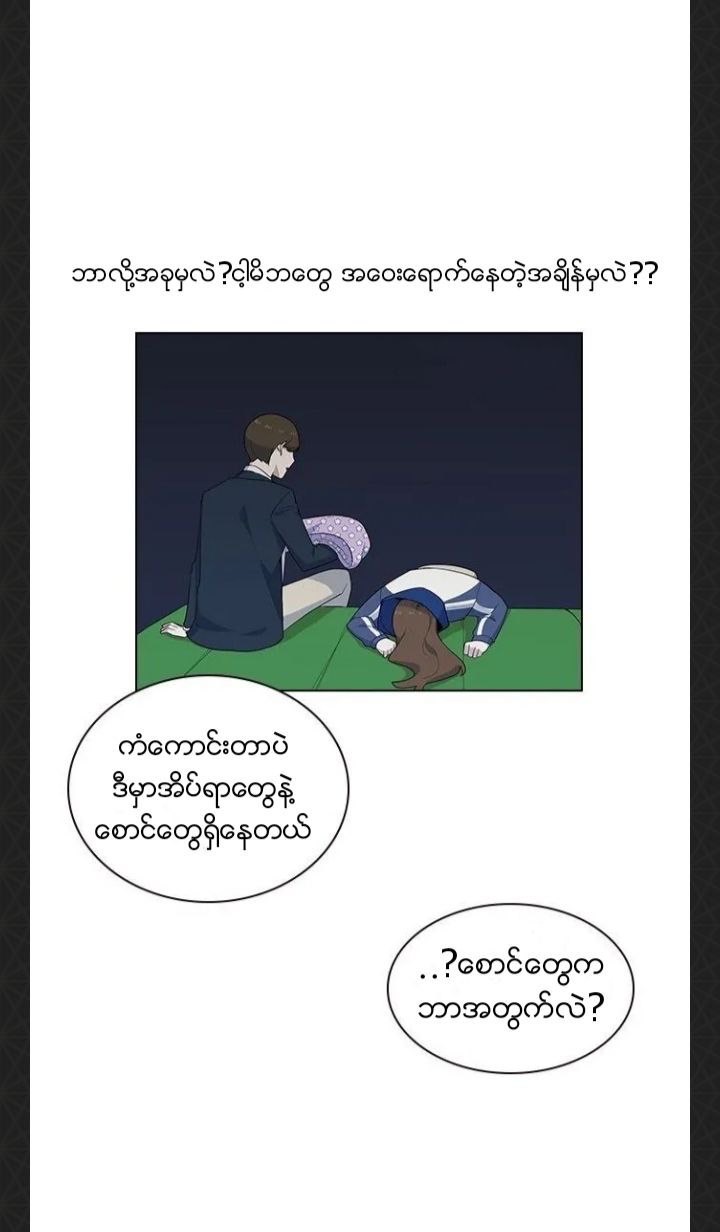 ဘာလို့အခုမှလဲ?ငါ့မိဘတွေ အဝေးရောက်နေတဲ့အချိန်မှလဲ??
ကံကောင်းတာပဲ
ဒီမှာအိပ်ရာတွေနဲ့
စောင်တွေရှိနေတယ်
..?စောင်တွေက
ဘာအတွက်လဲ?